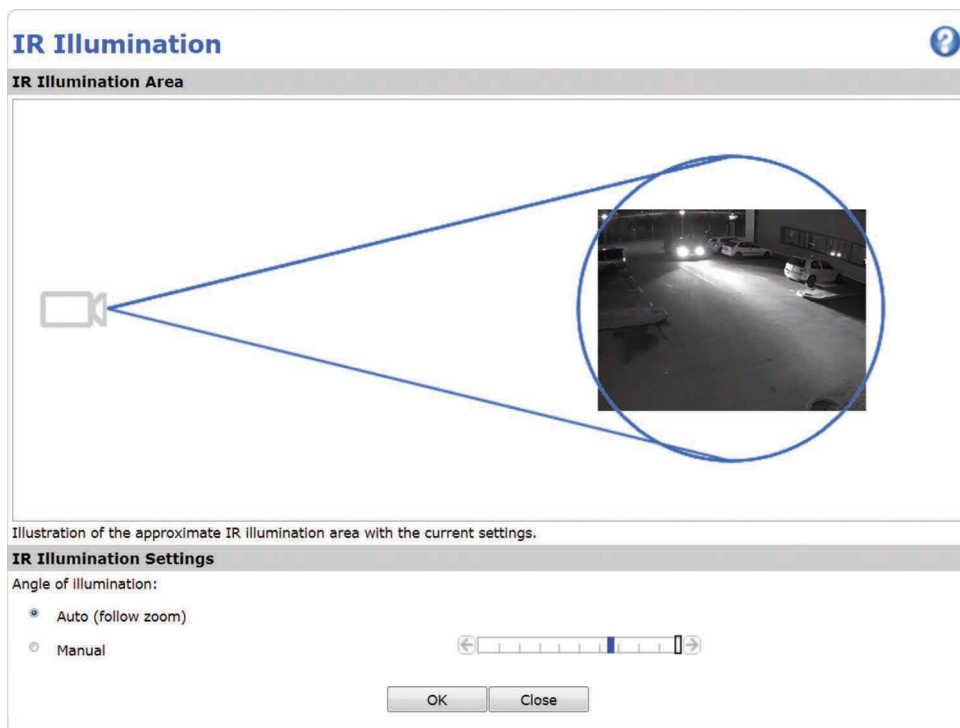 IR Illumination
?
IR Illumination Area
Illustration of the approximate IR illumination area with the current settings.
IR Illumination Settings
Angle of illumination:
Auto (follow zoom)
Manual
OK
Close